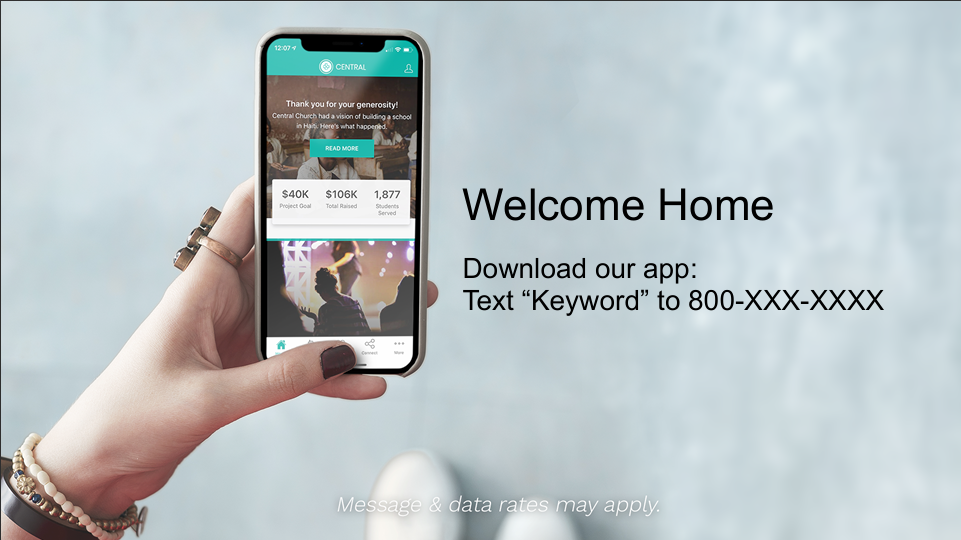 12:07
CENTRAL
Thank you for your generosity!
Central Church had a vision of building a school
in Haiti. Here's what happened.
READ MORE
$40K $106K 1,877
Project Goal Total Raised Students
Served
Connect More
Welcome Home
Download our app:
Text “Keyword” to 800-XXX-XXXX
Message & data rates may apply.